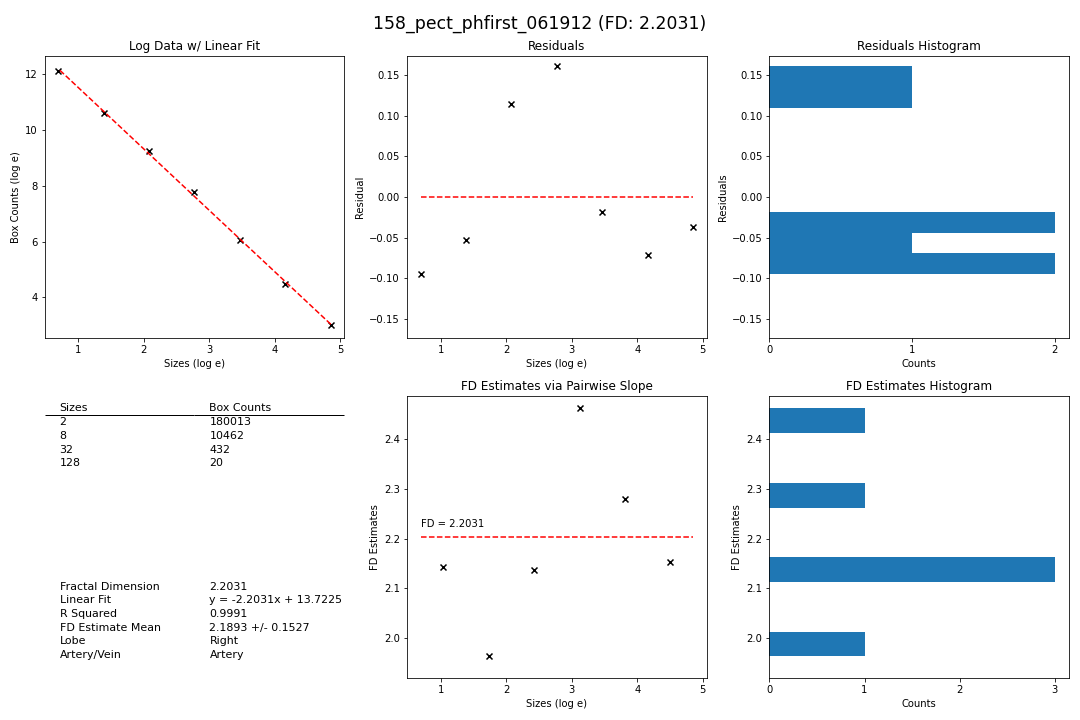 158_pect_phfirst_061912 (FD: 2.2031)
Log Data w/ Linear Fit
12
10
8
6
4
Box Counts (log e)
1 2 3 4 5
Sizes (log e)
Residuals
0.15
0.10
0.05
0.00
−0.05
−0.10
−0.15
Residual
1 2 3 4 5
Sizes (log e)
Residuals Histogram
0.15
0.10
0.05
0.00
−0.05
−0.10
−0.15
Residuals
0 1 2
Counts
Sizes Box Counts
2 180013
8 10462
32 432
128 20
Fractal Dimension 2.2031
Linear Fit y = -2.2031x + 13.7225
R Squared 0.9991
FD Estimate Mean 2.1893 +/- 0.1527
Lobe Right
Artery/Vein Artery
FD Estimates via Pairwise Slope
2.4
2.3
2.2
2.1
2.0
FD Estimates
FD = 2.2031
1 2 3 4 5
Sizes (log e)
FD Estimates Histogram
2.4
2.3
2.2
2.1
2.0
FD Estimates
0 1 2 3
Counts